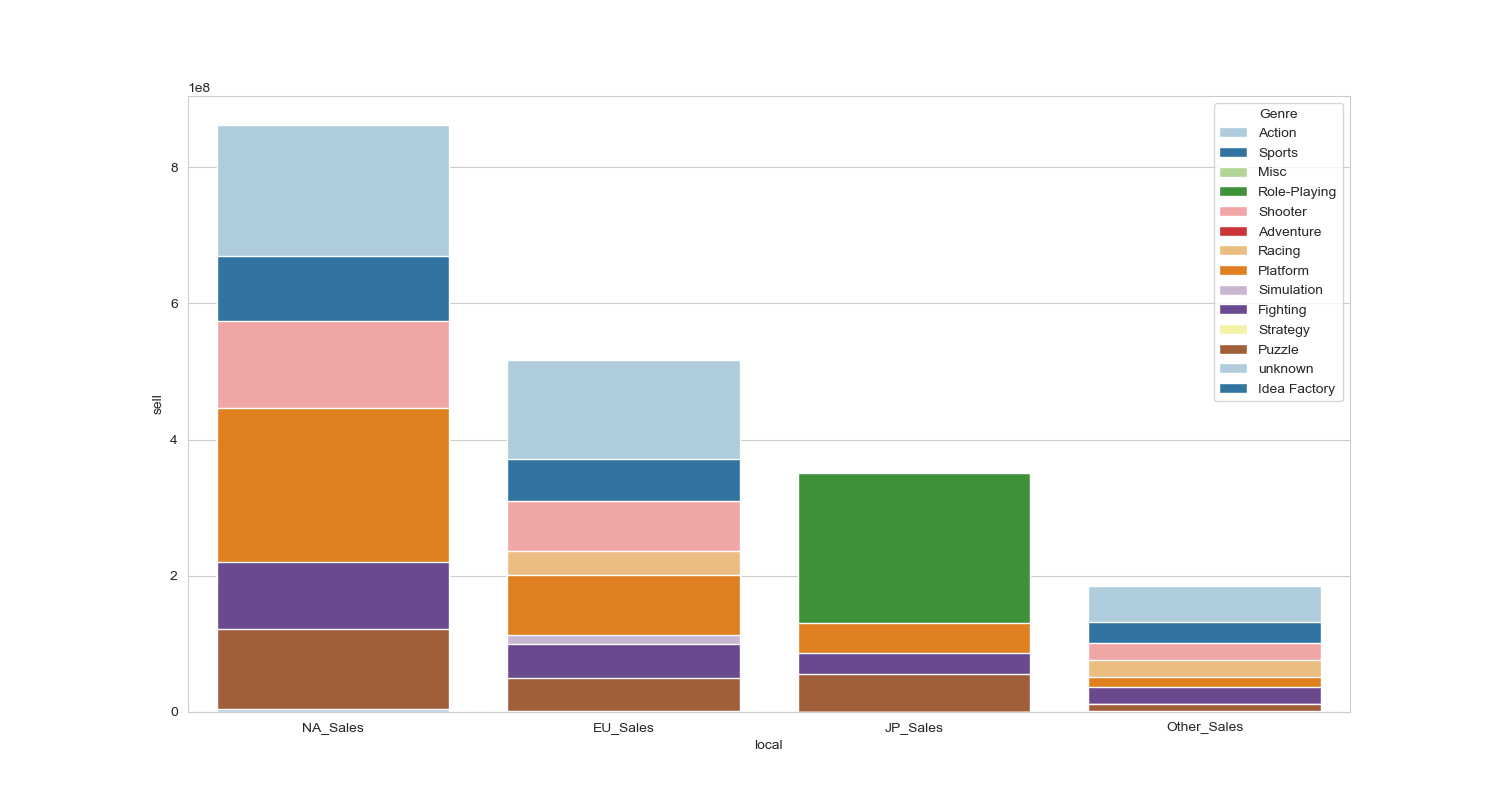 1e8
8
6
4
2
0
sell
NA_Sales
EU_Sales
JP_Sales
Other_Sales
local
Genre
Action
Sports
Misc
Role-Playing
Shooter
Adventure
Racing
Platform
Simulation
Fighting
Strategy
Puzzle
unknown
Idea Factory